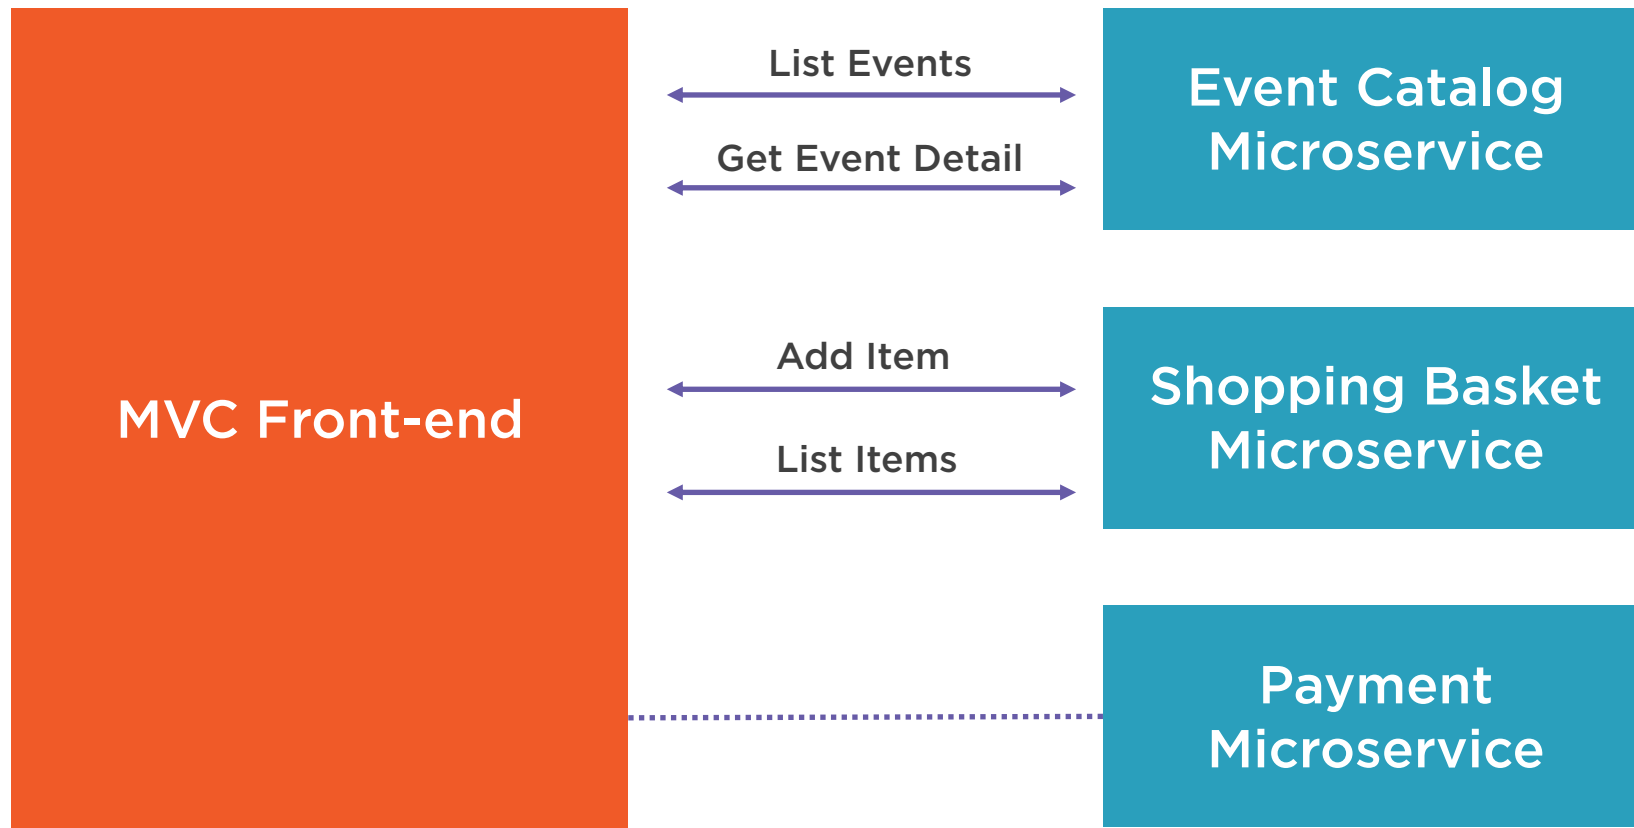 List Events
Event Catalog
Microservice
Get Event Detail
MVC Front-end
Add Item
Shopping Basket
Microservice
List Items
Payment
Microservice